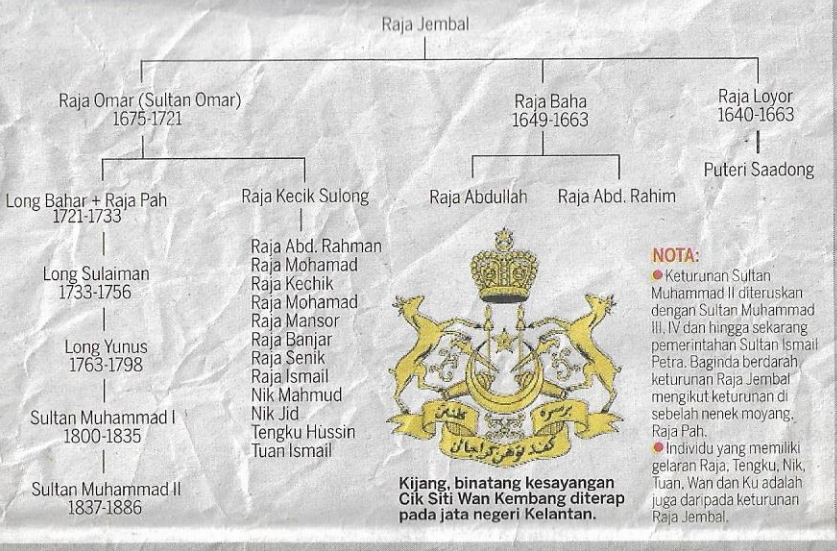 Raja Jembal
Raja Omar (Sultan Omar)
1675-1721
Raja Baha
1649-1663
Raja Loyor
1640-1663
Long Bahar + Raja Pah
1721-1733
Raja Kecik Sulong
Raja Abdullah
Raja Abd. Rahim
Puteri Saadong
Long Sulaiman
1733-1756
Long Yunus
1763-1798
Sultan Muhammad I
1800-1835
Sultan Muhammad II
1837-1886
Raja Abd. Rahman
Raja Mohamad
Raja Kechik
Raja Mohamad
Raja Mansor
Raja Banjar
Raja Senik
Raja Ismail
Nik Mahmud
Nik Jid
Tengku Hussin
Tuan Ismail
Kijang, binatang kesayangan
Cik Siti Wan Kembang diterap
pada jata negeri Kelantan.
NOTA:
● Keturunan Sultan
Muhammad II diteruskan
dengan Sultan Muhammad
III, IV dan hingga sekarang
pemerintahan Sultan Ismail
Petra. Baginda berdarah
keturunan Raja Jembal
mengikut keturunan di
sebelah nenek moyang,
Raja Pah.
● Individu yang memiliki
gelaran Raja, Tengku, Nik,
Tuan, Wan dan Ku adalah
juga daripada keturunan
Raja Jembal.